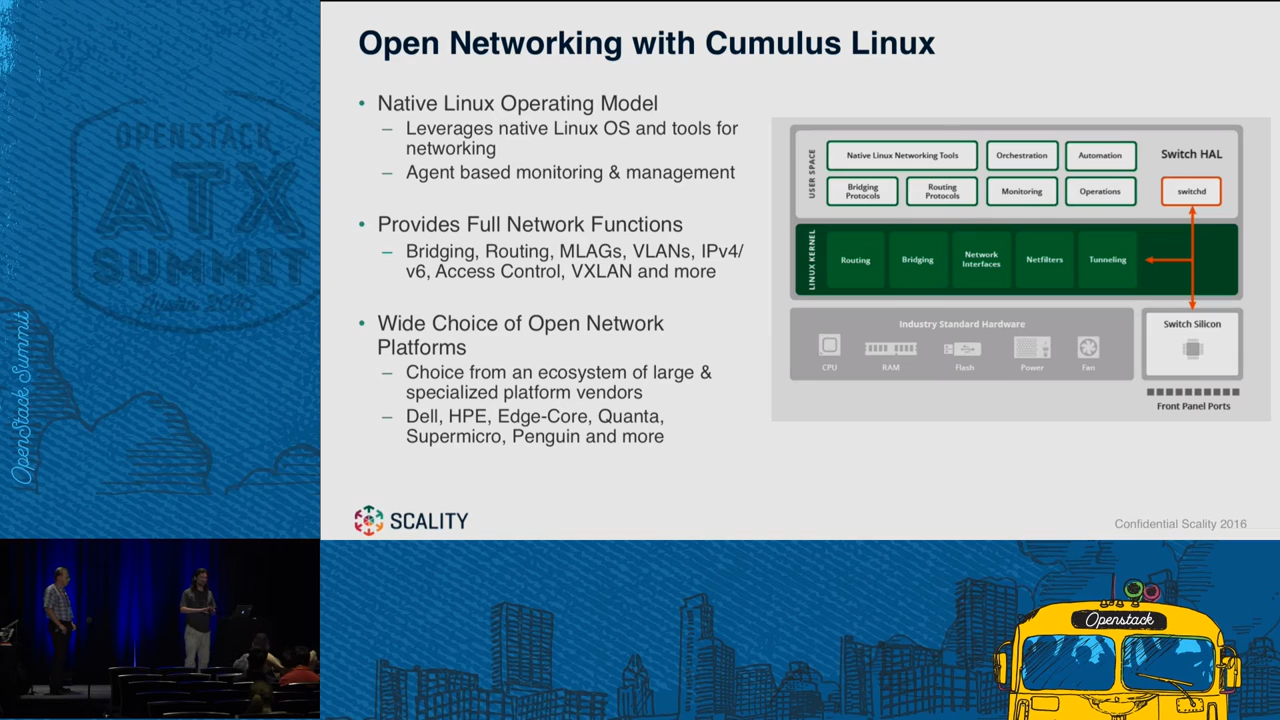 Open Networking with Cumulus Linux
• Native Linux Operating Model
– Leverages native Linux OS and tools for
networking
– Agent based monitoring & management
• Provides Full Network Functions
– Bridging, Routing, MLAGs, VLANs, IPv4/
v6, Access Control, VXLAN and more
• Wide Choice of Open Network
Platforms
– Choice from an ecosystem of large &
specialized platform vendors
– Dell, HPE, Edge-Core, Quanta,
Supermicro, Penguin and more
USER SPACE
Native Linux Networking Tools
Orchestration
Automation
Switch HAL
Bridging
Protocols
Routing
Protocols
Monitoring
Operations
switchd
LINUX KERNEL
Routing
Bridging
Network
Interfaces
Netfilters
Tunneling
Industry Standard Hardware
CPU
RAM
Flash
Power
Fan
Switch Silicon
Front Panel Ports
SCALITY
Confidential Scality 2016
OPENSTACK
ATX
SUMMIT
OpenStack Summit
Openstack